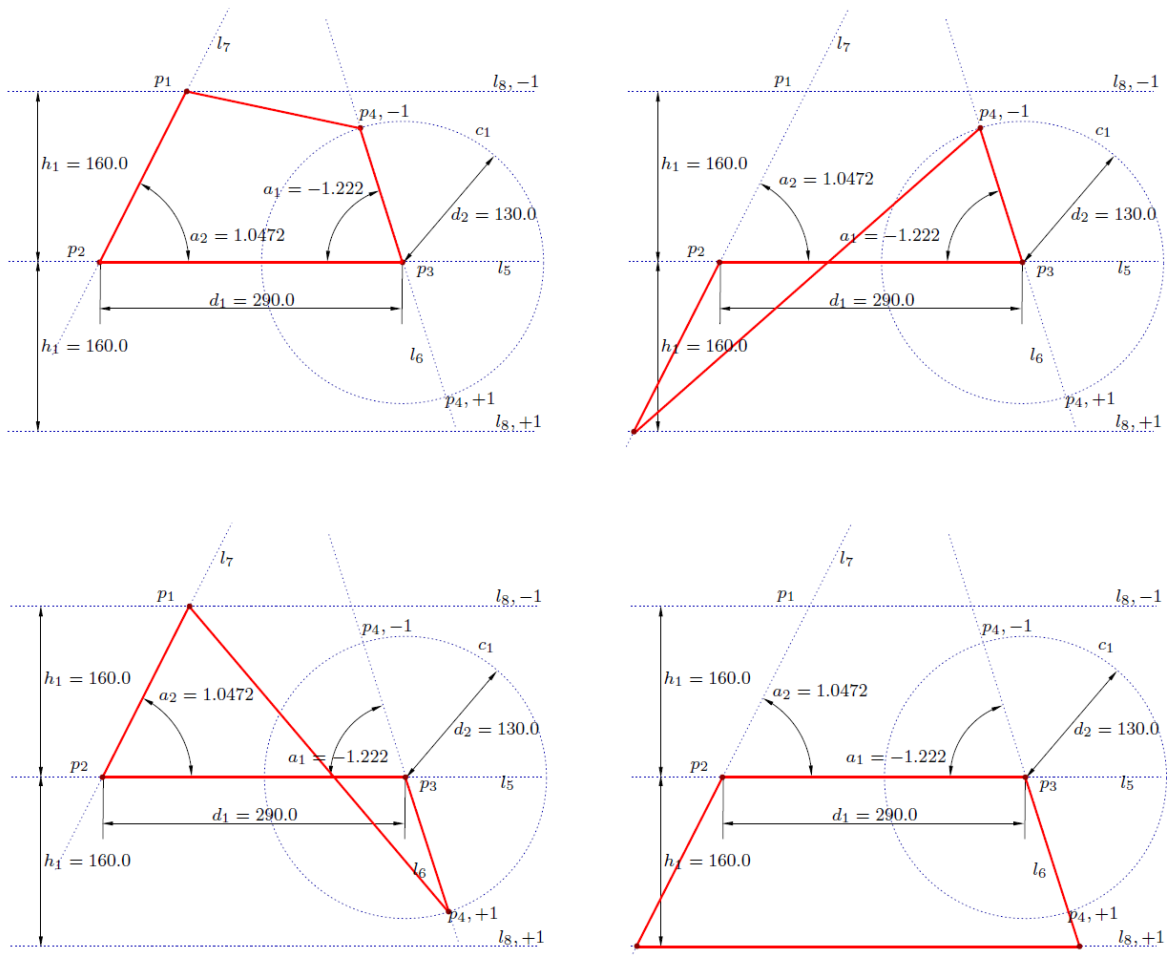 l₇
p₁
l₈, −1
p₄, −1
c₁
h₁ = 160.0
a₁ = −1.222
d₂ = 130.0
a₂ = 1.0472
p₂
p₃
l₅
d₁ = 290.0
h₁ = 160.0
l₆
p₄, +1
l₈, +1
l₇
p₁
l₈, −1
p₄, −1
c₁
h₁ = 160.0
a₂ = 1.0472
d₂ = 130.0
a₁ = −1.222
p₂
p₃
l₅
d₁ = 290.0
h₁ = 160.0
l₆
p₄, +1
l₈, +1
l₇
p₁
l₈, −1
p₄, −1
c₁
h₁ = 160.0
a₂ = 1.0472
d₂ = 130.0
a₁ = −1.222
p₂
p₃
l₅
d₁ = 290.0
h₁ = 160.0
l₆
p₄, +1
l₈, +1
l₇
p₁
l₈, −1
p₄, −1
c₁
h₁ = 160.0
a₂ = 1.0472
d₂ = 130.0
a₁ = −1.222
p₂
p₃
l₅
d₁ = 290.0
h₁ = 160.0
l₆
p₄, +1
l₈, +1